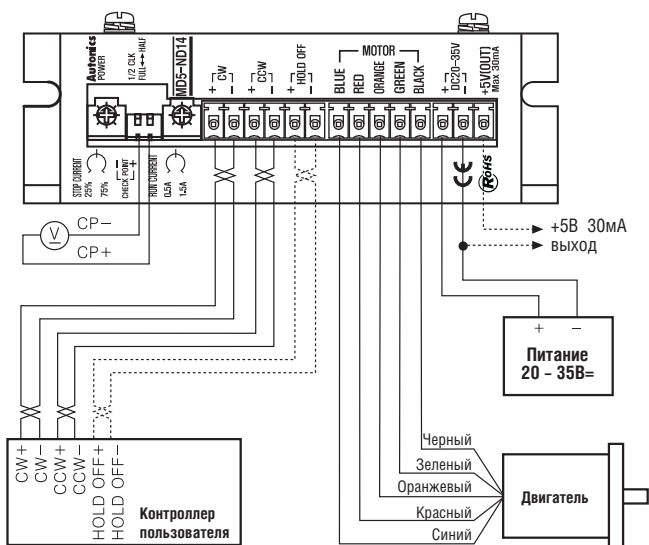 Autonics
POWER
1/2 CLK
FULL↔HALF
MD5-ND14
+ CW −
+ CCW −
+ HOLD OFF −
MOTOR
BLUE
RED
ORANGE
GREEN
BLACK
+ DC20-35V −
+5V(OUT)
Max 30mA
STOP CURRENT
25%
75%
− CHECK POINT +
RUN CURRENT
0.5A
1.5A
CE
RoHS
V
CP−
CP+
+5В 30мА
выход
+ −
Питание
20 - 35В=
CW+
CW−
CCW+
CCW−
HOLD OFF+
HOLD OFF−
Контроллер
пользователя
Черный
Зеленый
Оранжевый
Красный
Синий
Двигатель